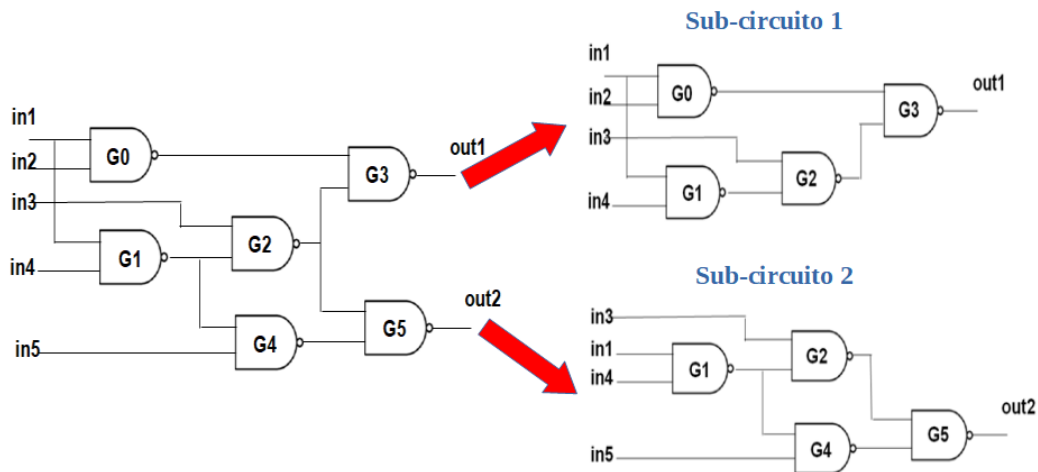 in1
in2
in3
in4
in5
G0
G1
G2
G3
G4
G5
out1
out2
Sub-circuito 1
in1
in2
in3
in4
G0
G1
G2
G3
out1
Sub-circuito 2
in3
in1
in4
in5
G1
G2
G4
G5
out2